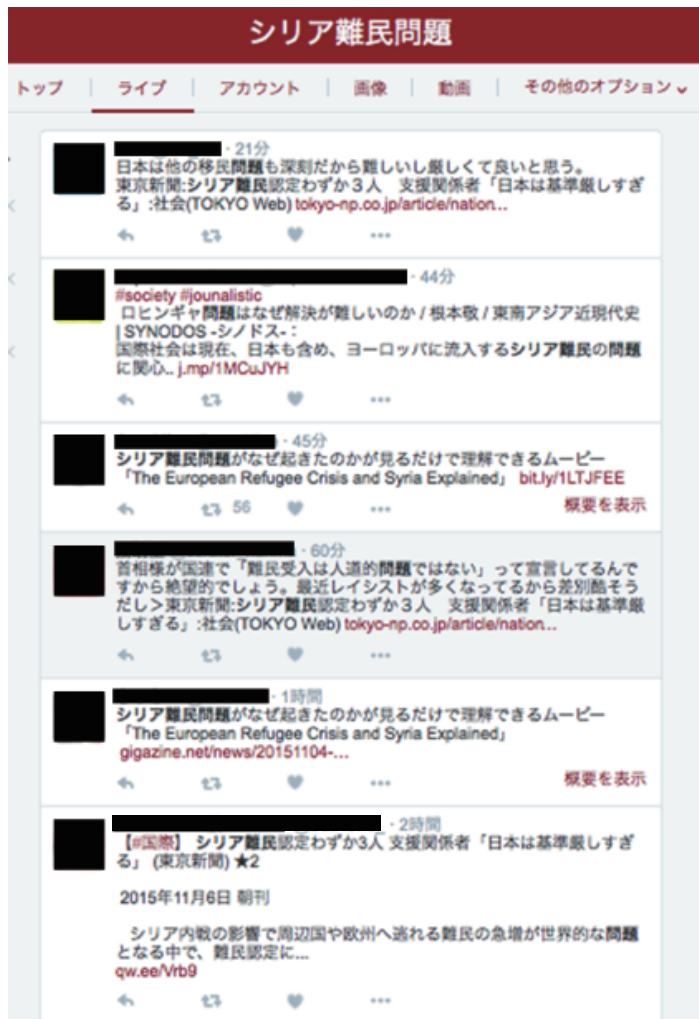 シリア難民問題
トップ | ライブ | アカウント | 画像 | 動画 | その他のオプション
・21分
日本は他の移民問題も深刻だから難しいし厳しくて良いと思う。
東京新聞:シリア難民認定わずか３人　支援関係者「日本は基準厳しすぎ
る」:社会(TOKYO Web) tokyo-np.co.jp/article/nation...
・44分
#society #jounalistic
ロヒンギャ問題はなぜ解決が難しいのか / 根本敬 / 東南アジア近現代史
| SYNODOS -シノドス-：
国際社会は現在、日本も含め、ヨーロッパに流入するシリア難民の問題
に関心.. j.mp/1MCuJYH
・45分
シリア難民問題がなぜ起きたのかが見るだけで理解できるムービー
「The European Refugee Crisis and Syria Explained」 bit.ly/1LTJFEE
56
概要を表示
・60分
首相様が国連で「難民受入は人道的問題ではない」って宣言してるんで
すから絶望的でしょう。最近レイシストが多くなってるから差別酷そう
だし＞東京新聞:シリア難民認定わずか３人　支援関係者「日本は基準厳
しすぎる」:社会(TOKYO Web) tokyo-np.co.jp/article/nation...
・1時間
シリア難民問題がなぜ起きたのかが見るだけで理解できるムービー
「The European Refugee Crisis and Syria Explained」
gigazine.net/news/20151104-...
概要を表示
・2時間
【#国際】 シリア難民認定わずか3人 支援関係者「日本は基準厳しすぎ
る」 (東京新聞) ★2
2015年11月6日 朝刊
シリア内戦の影響で周辺国や欧州へ逃れる難民の急増が世界的な問題
となる中で、難民認定に...
qw.ee/Vrb9